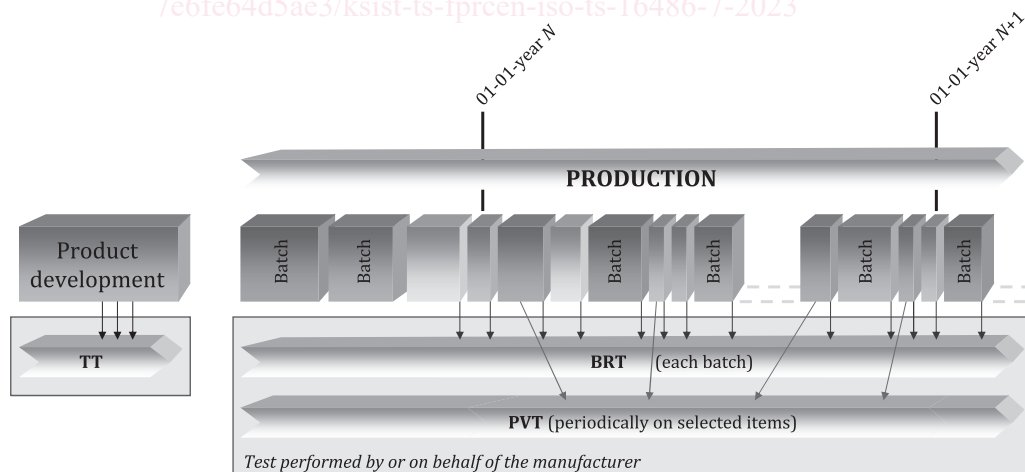 7e6fe64d5ae3/ksist-ts-fprcen-iso-ts-16486-7-2023
01-01-year N
01-01-year N+1
PRODUCTION
Product
development
Batch
Batch
Batch
Batch
Batch
Batch
TT
BRT (each batch)
PVT (periodically on selected items)
Test performed by or on behalf of the manufacturer